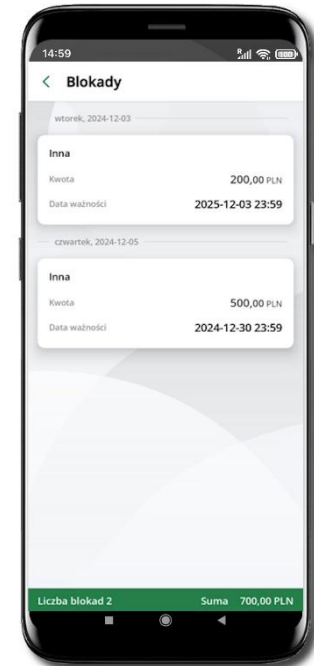 14:59
Blokady
wtorek, 2024-12-03
Inna
Kwota 200,00 PLN
Data ważności 2025-12-03 23:59
czwartek, 2024-12-05
Inna
Kwota 500,00 PLN
Data ważności 2024-12-30 23:59
Liczba blokad 2 Suma 700,00 PLN